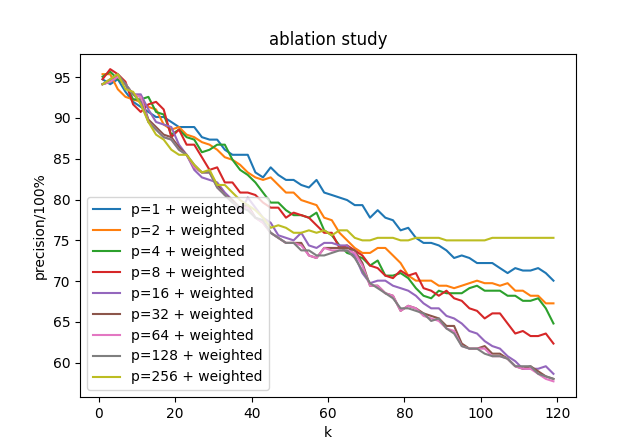 ablation study
precision/100%
95
90
85
80
75
70
65
60
p=1 + weighted
p=2 + weighted
p=4 + weighted
p=8 + weighted
p=16 + weighted
p=32 + weighted
p=64 + weighted
p=128 + weighted
p=256 + weighted
0 20 40 60 80 100 120
k